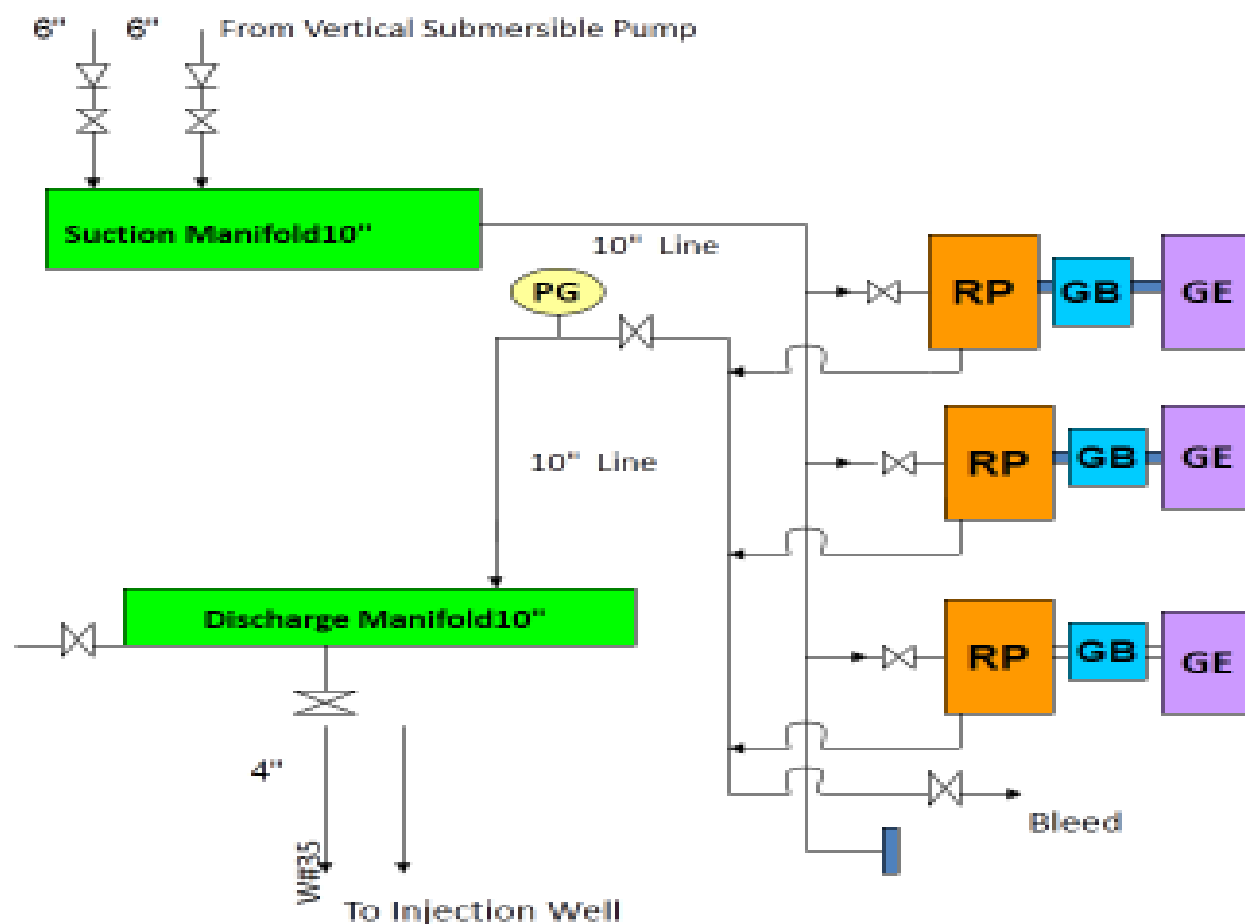 6" 6" From Vertical Submersible Pump
Suction Manifold10"
10" Line
PG
RP GB GE
10" Line
RP GB GE
Discharge Manifold10"
RP GB GE
4"
Bleed
W#35
To Injection Well